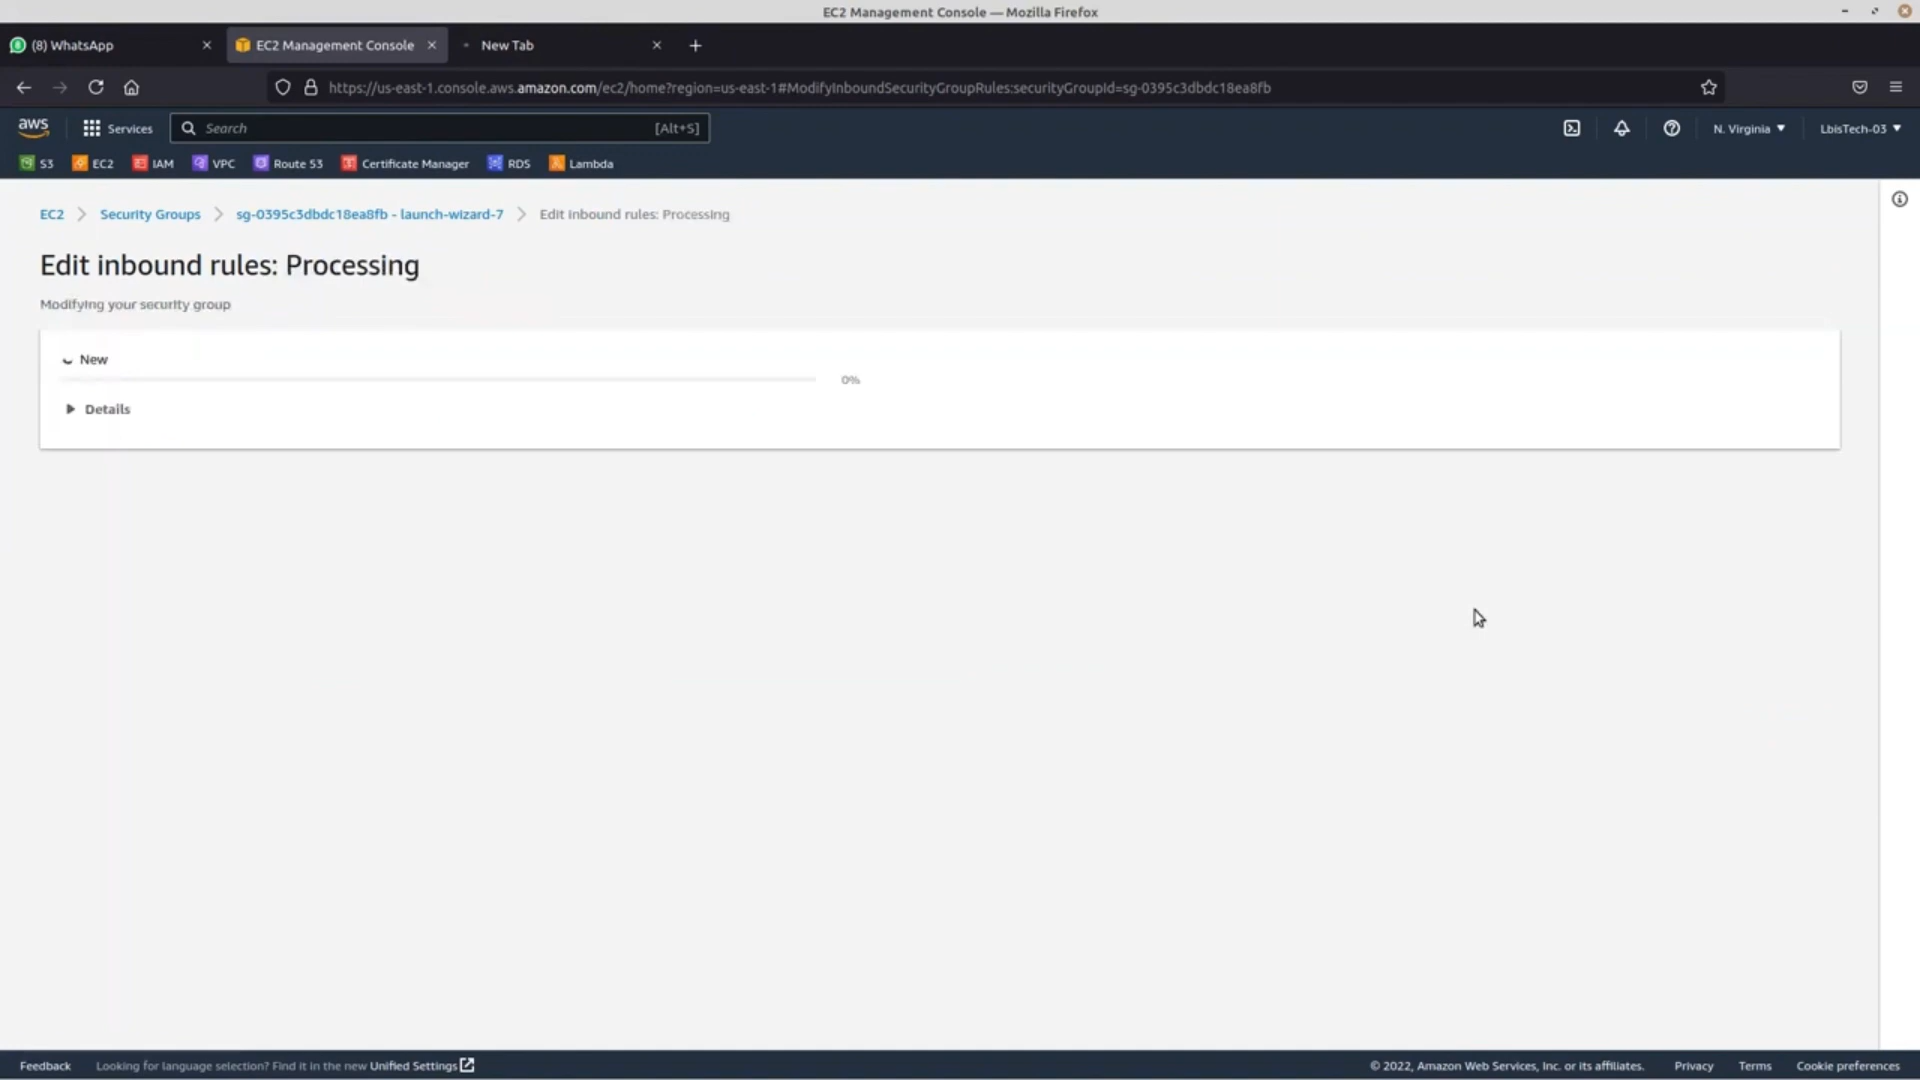 EC2 Management Console — Mozilla Firefox
(8) WhatsApp
EC2 Management Console
New Tab
https://us-east-1.console.aws.amazon.com/ec2/home?region=us-east-1#ModifyInboundSecurityGroupRules:securityGroupId=sg-0395c3dbdc18ea8fb
aws
Services
Search
[Alt+S]
N. Virginia
LbisTech-03
S3
EC2
IAM
VPC
Route 53
Certificate Manager
RDS
Lambda
EC2
Security Groups
sg-0395c3dbdc18ea8fb - launch-wizard-7
Edit inbound rules: Processing
Edit inbound rules: Processing
Modifying your security group
New
0%
Details
Feedback
Looking for language selection? Find it in the new Unified Settings
© 2022, Amazon Web Services, Inc. or its affiliates.
Privacy
Terms
Cookie preferences